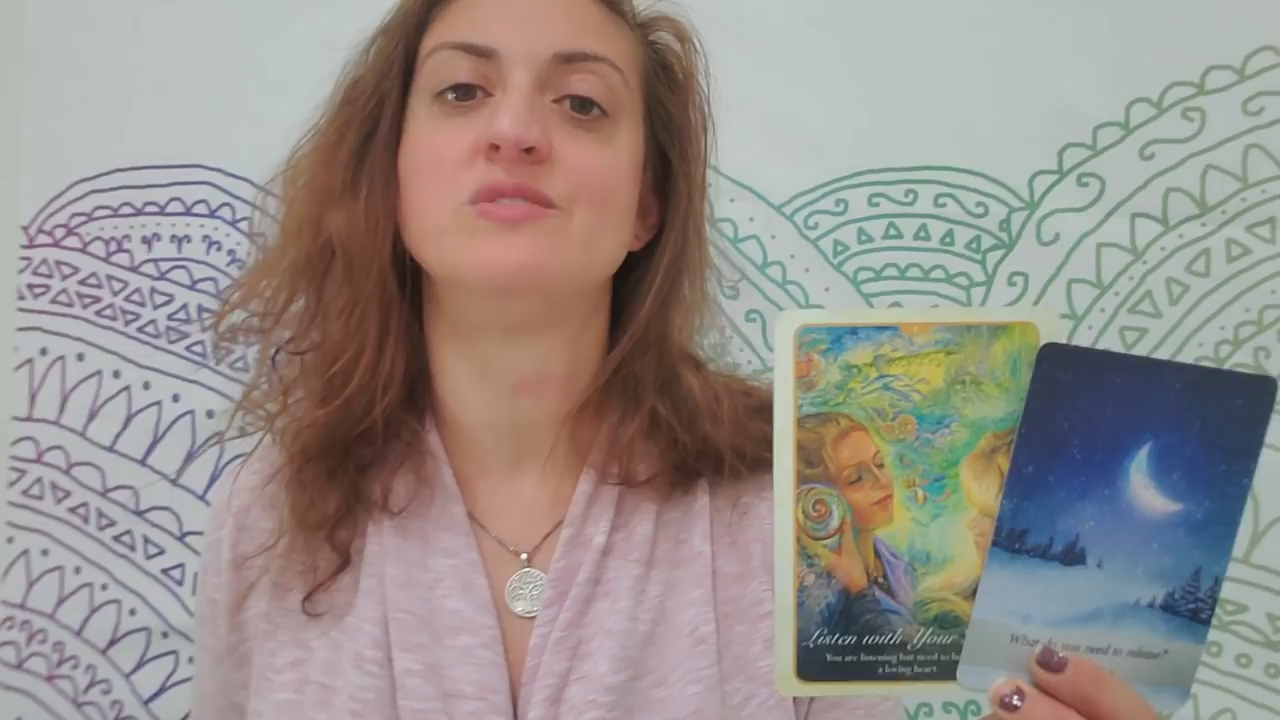 Listen with Your
You are listening but need to
a loving heart.
What do you need to release?